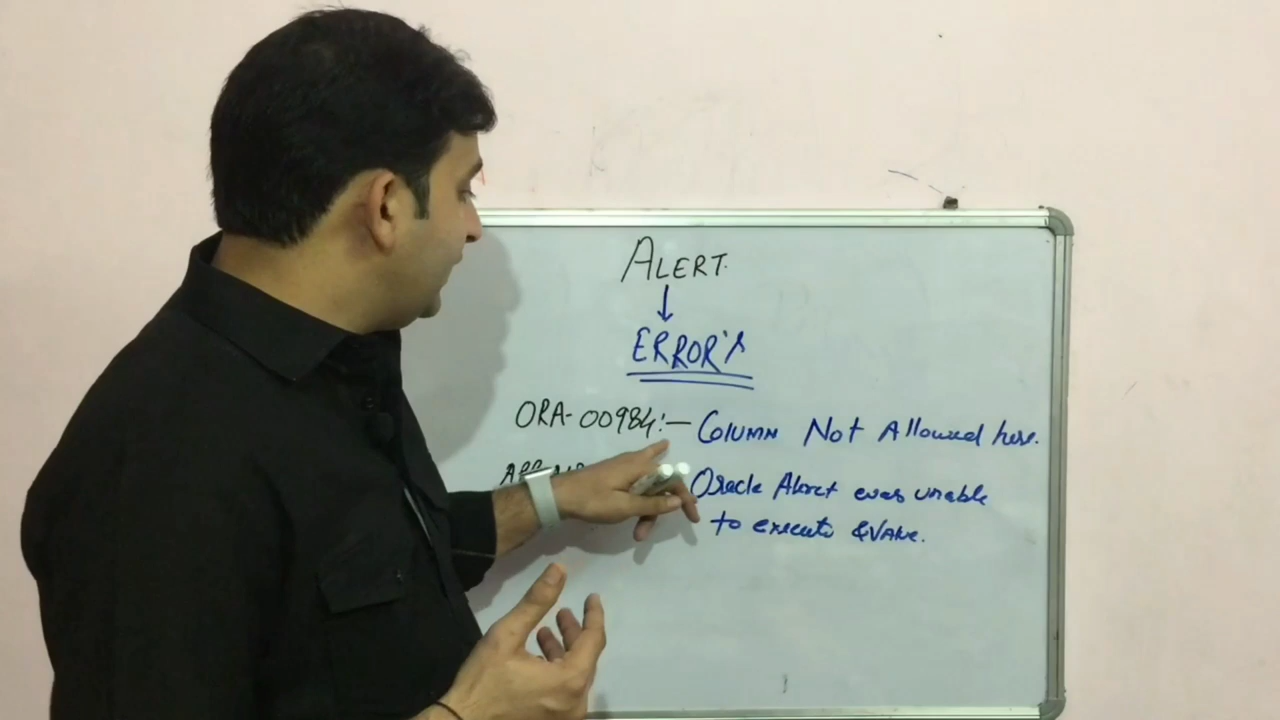 ALERT.
ERROR's
ORA-00984:- COLUMN Not Allowed here.
Oracle Alert was unable
to execute &VALUE.